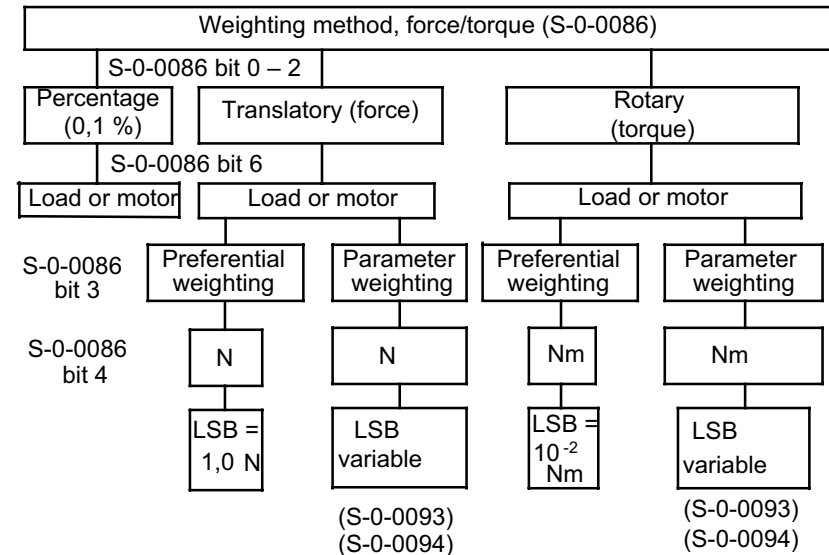 Weighting method, force/torque (S-0-0086)
S-0-0086 bit 0 – 2
Percentage
(0,1 %)
Translatory (force)
Rotary
(torque)
S-0-0086 bit 6
Load or motor
Load or motor
Load or motor
S-0-0086
bit 3
Preferential
weighting
Parameter
weighting
Preferential
weighting
Parameter
weighting
S-0-0086
bit 4
N
N
Nm
Nm
LSB =
1,0 N
LSB
variable
LSB =
10⁻²
Nm
LSB
variable
(S-0-0093)
(S-0-0094)
(S-0-0093)
(S-0-0094)